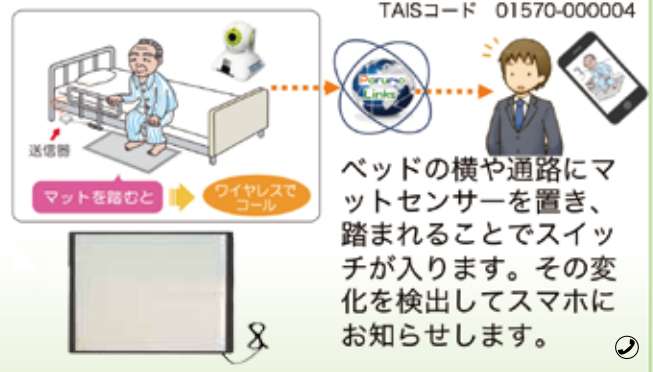 TAISコード 01570-000004
Paruno
Links
送信器
マットを踏むと
ワイヤレスで
コール
ベッドの横や通路にマ
ットセンサーを置き、
踏まれることでスイッ
チが入ります。その変
化を検出してスマホに
お知らせします。